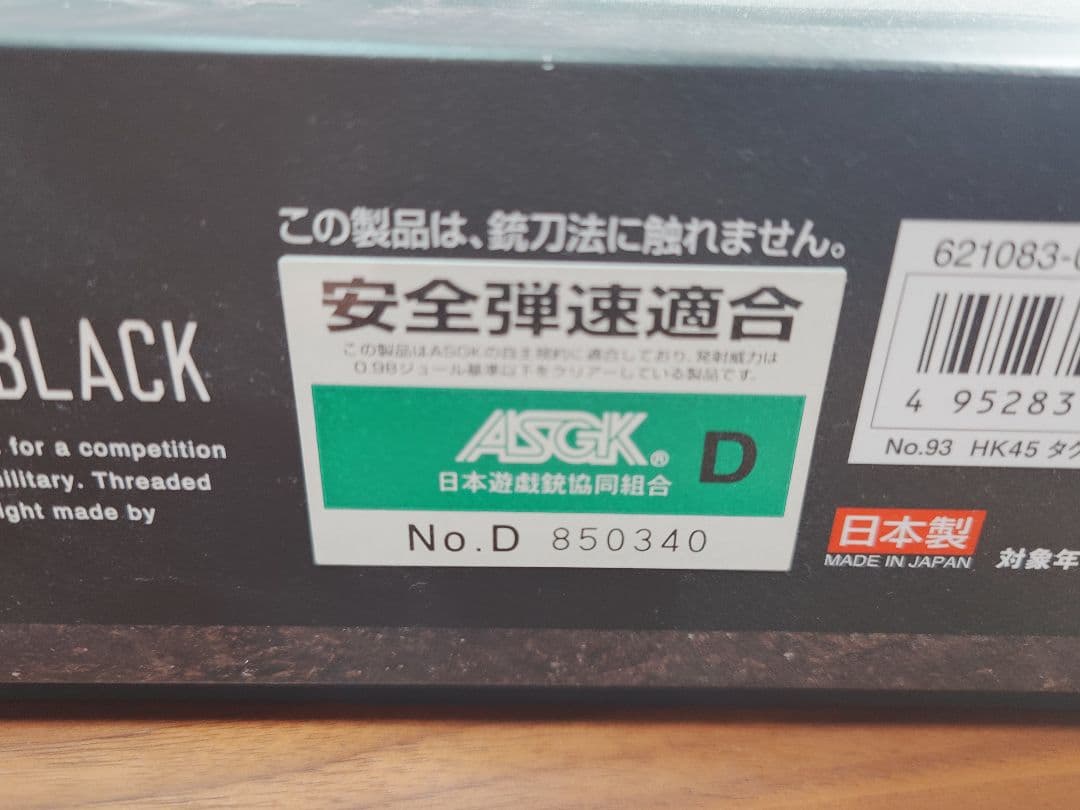 この製品は、銃刀法に触れません。
安全弾速適合
この製品はASGKの自主規約に適合しており、発射威力は
0.98ジュール基準以下をクリアーしている製品です。
ASGK® D
日本遊戯銃協同組合
No.D 850340
BLACK
for a competition
military. Threaded
made by
621083-
4 95283
No.93 HK45 タク
日本製
MADE IN JAPAN
対象年